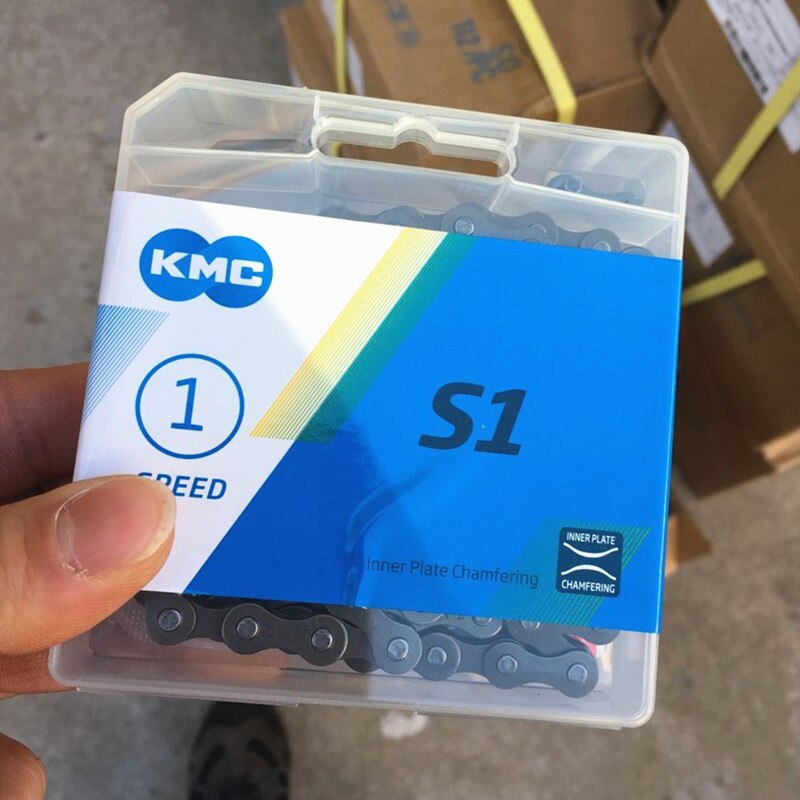 KMC
1
SPEED
S1
Inner Plate Chamfering
INNER PLATE
CHAMFERING